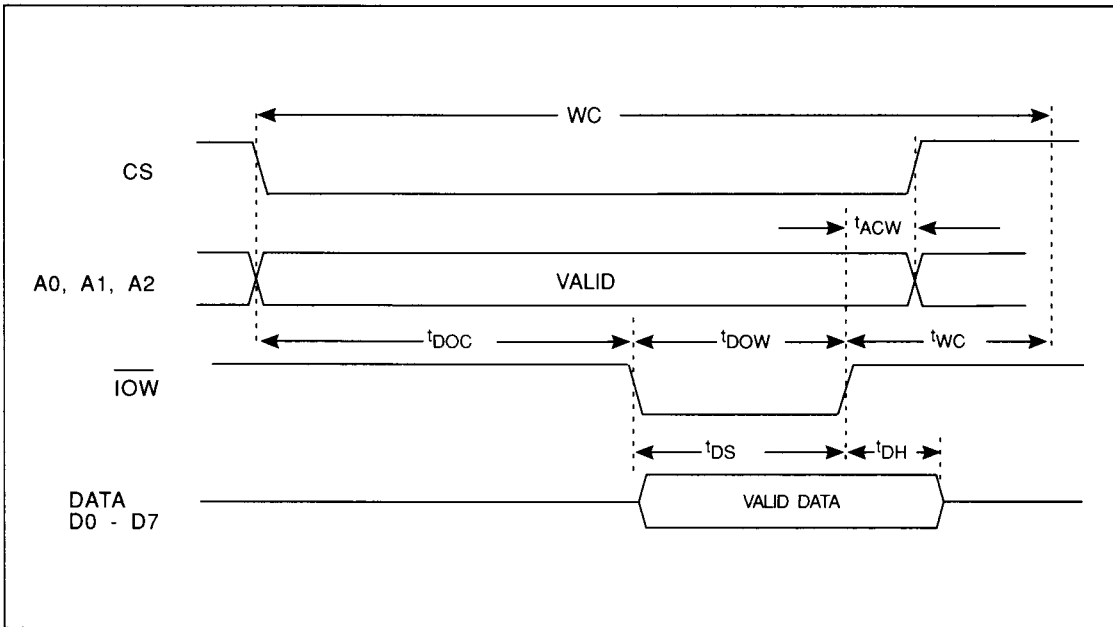 WC
CS
tACW
A0, A1, A2
VALID
tDOC
tDOW
tWC
IOW
tDS
tDH
DATA
D0 - D7
VALID DATA